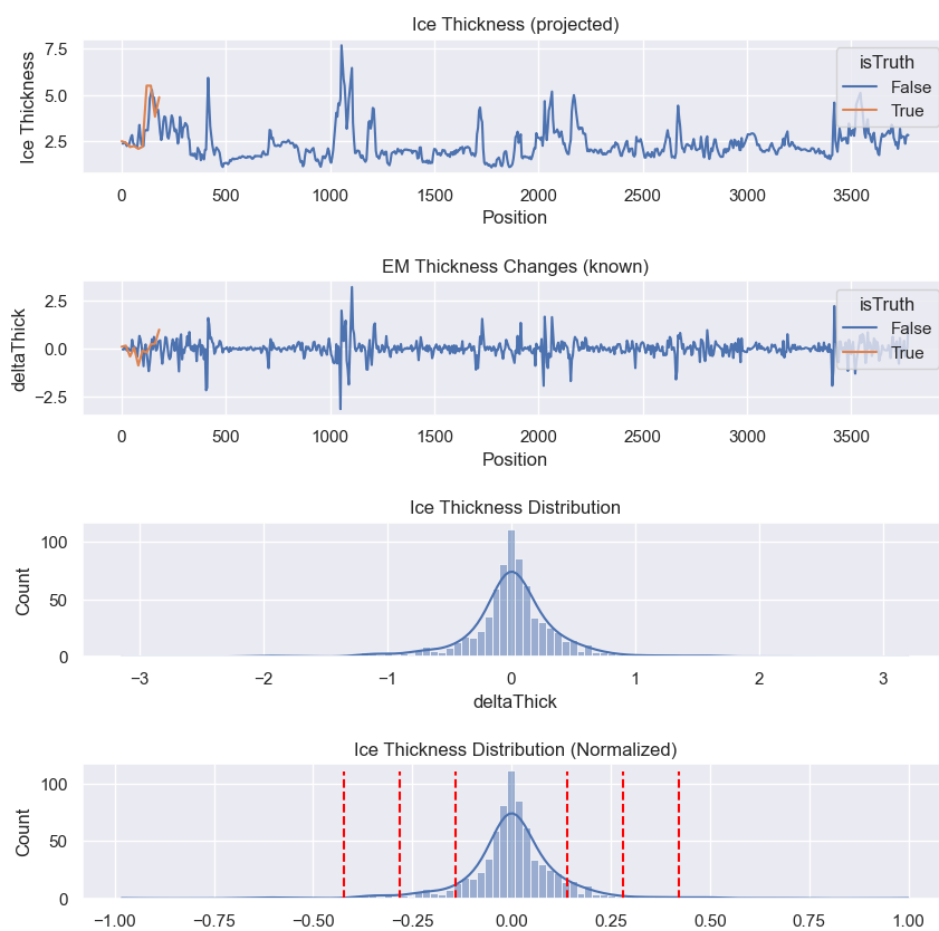 Ice Thickness (projected)
Ice Thickness
7.5
5.0
2.5
isTruth
False
True
0 500 1000 1500 2000 2500 3000 3500
Position
EM Thickness Changes (known)
deltaThick
2.5
0.0
−2.5
isTruth
False
True
0 500 1000 1500 2000 2500 3000 3500
Position
Ice Thickness Distribution
Count
100
50
0
−3 −2 −1 0 1 2 3
deltaThick
Ice Thickness Distribution (Normalized)
Count
100
50
0
−1.00 −0.75 −0.50 −0.25 0.00 0.25 0.50 0.75 1.00